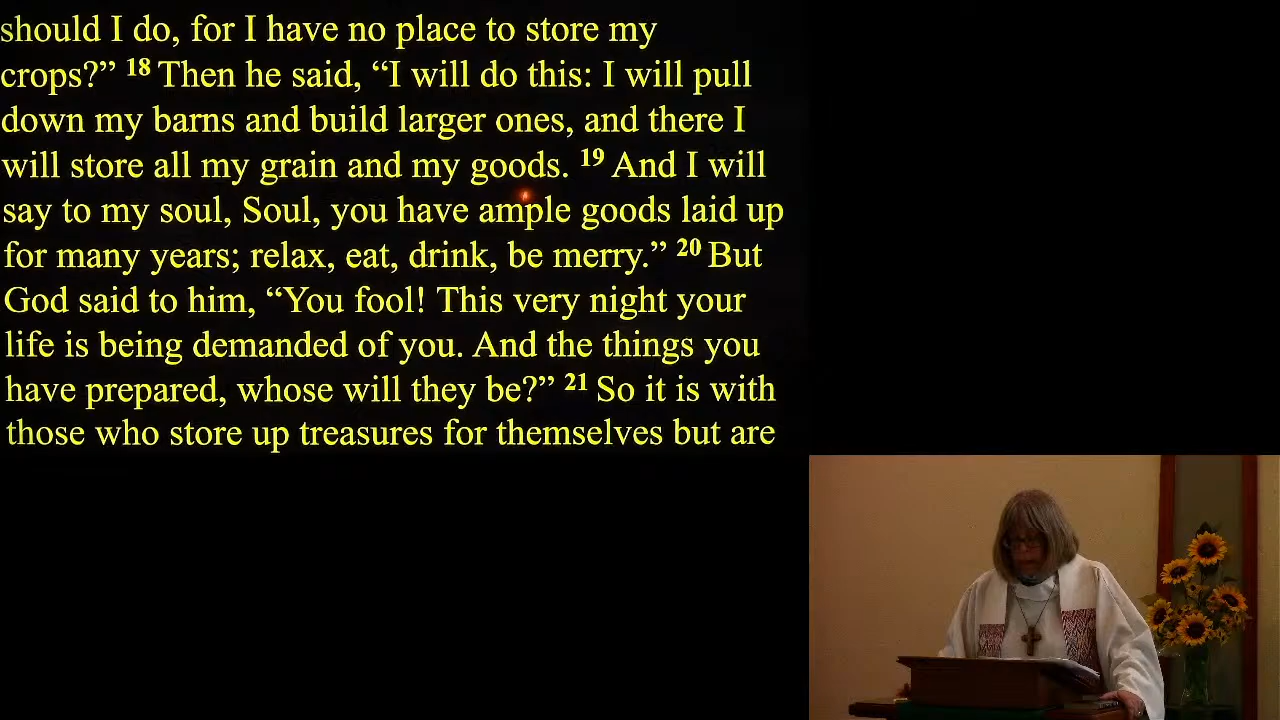 should I do, for I have no place to store my
crops?” 18 Then he said, “I will do this: I will pull
down my barns and build larger ones, and there I
will store all my grain and my goods. 19 And I will
say to my soul, Soul, you have ample goods laid up
for many years; relax, eat, drink, be merry.” 20 But
God said to him, “You fool! This very night your
life is being demanded of you. And the things you
have prepared, whose will they be?” 21 So it is with
those who store up treasures for themselves but are